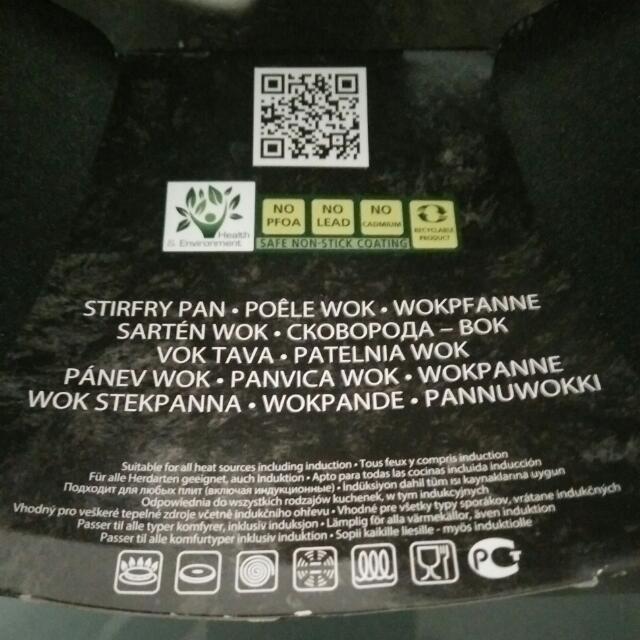 Health
& Environment
NO PFOA
NO LEAD
NO CADMIUM
RECYCLABLE PRODUCT
SAFE NON-STICK COATING
STIRFRY PAN • POÊLE WOK • WOKPFANNE
SARTÉN WOK • СКОВОРОДА – ВОК
VOK TAVA • PATELNIA WOK
PÁNEV WOK • PANVICA WOK • WOKPANNE
WOK STEKPANNA • WOKPANDE • PANNUWOKKI
Suitable for all heat sources including induction • Tous feux y compris induction
Für alle Herdarten geeignet, auch Induktion • Apto para todas las cocinas incluida inducción
Подходит для любых плит (включая индукционные) • Indüksiyon dahil tüm ısı kaynaklarına uygun
Odpowiednia do wszystkich rodzajów kuchenek, w tym indukcyjnych
Vhodný pro veškeré tepelné zdroje včetně indukčního ohřevu • Vhodné pre všetky typy sporákov, vrátane indukčných
Passer til alle typer komfyrer, inklusiv induksjon • Lämplig för alla värmekällor, även induktion
Passer til alle komfurtyper inklusiv induktion • Sopii kaikille liesille - myös induktiolle
РСТ